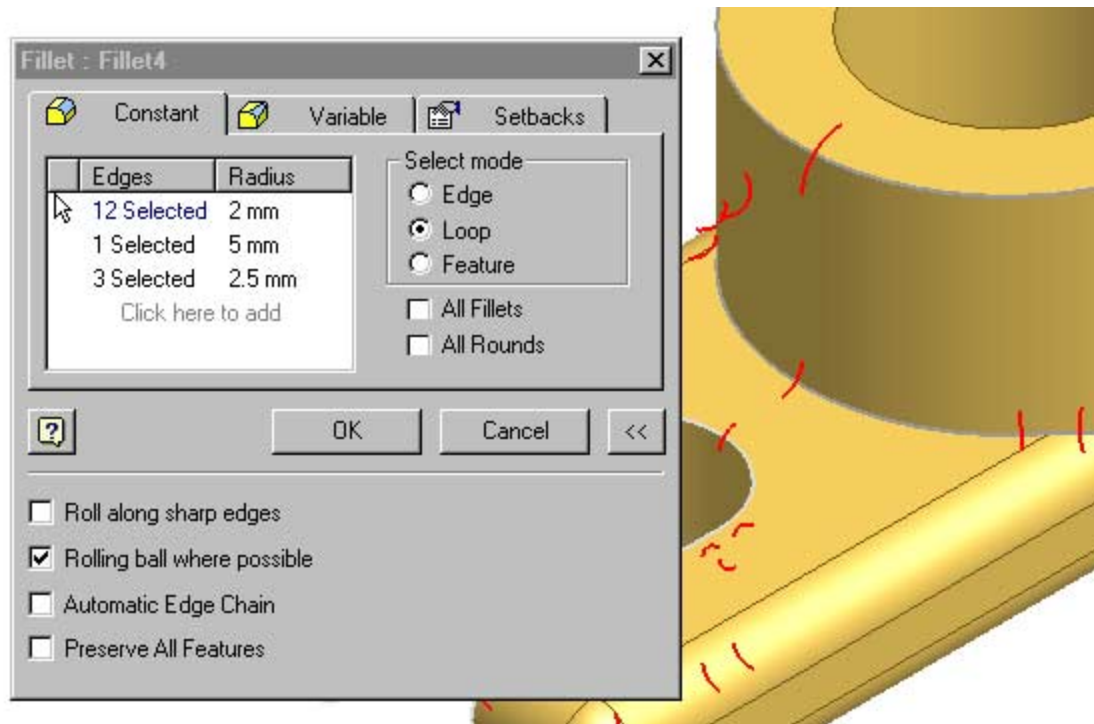 Fillet : Fillet4
Constant Variable Setbacks
Edges Radius
12 Selected 2 mm
1 Selected 5 mm
3 Selected 2.5 mm
Click here to add
Select mode
Edge
Loop
Feature
All Fillets
All Rounds
? OK Cancel <<
Roll along sharp edges
Rolling ball where possible
Automatic Edge Chain
Preserve All Features